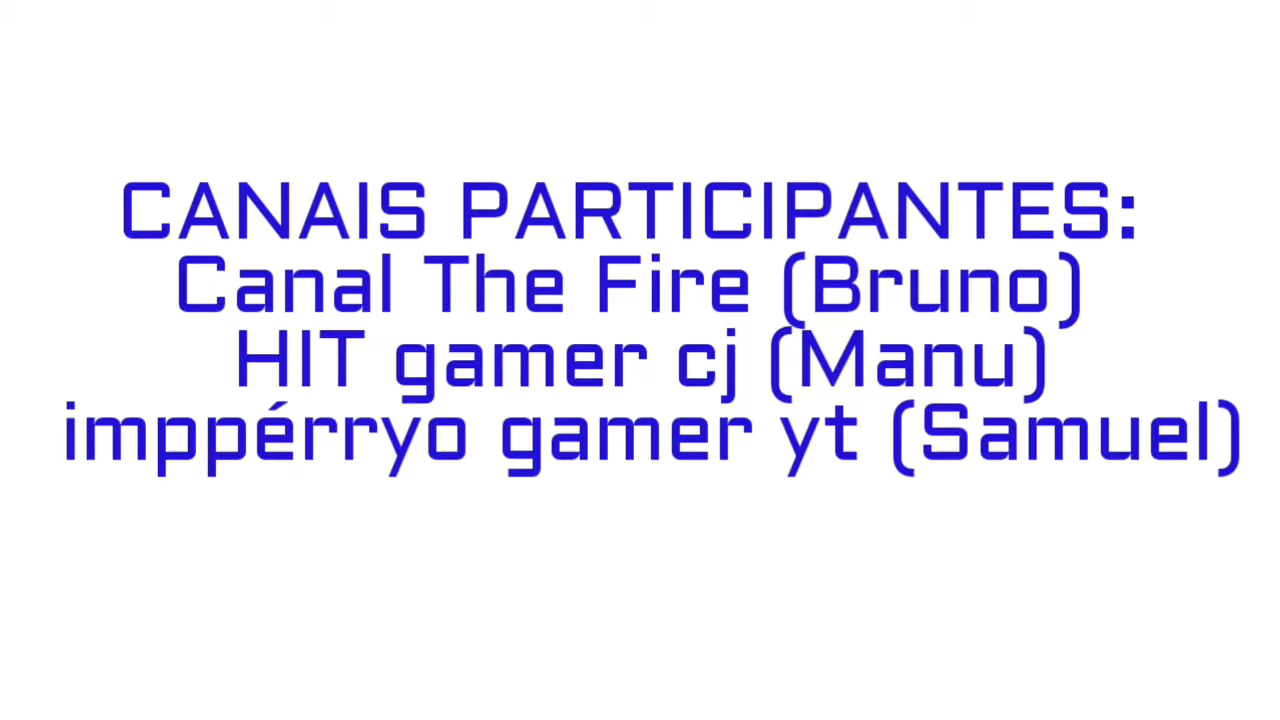 CANAIS PARTICIPANTES:
Canal The Fire (Bruno)
HIT gamer cj (Manu)
imppérryo gamer yt (Samuel)